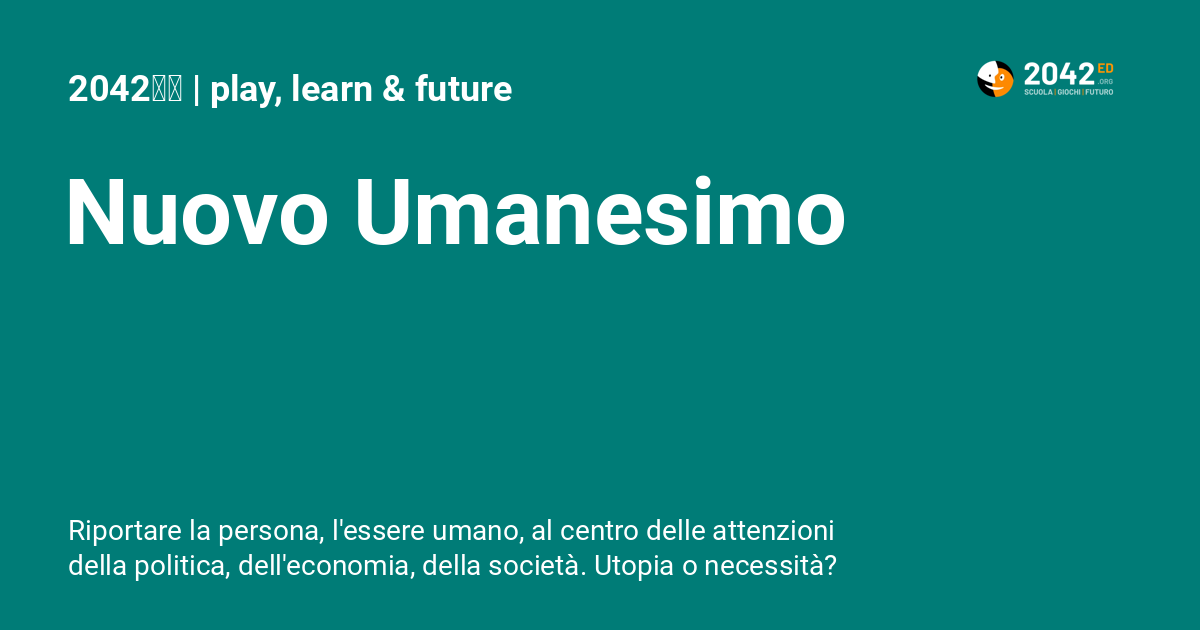 2042 | play, learn & future
2042 ED
.ORG
SCUOLA | GIOCHI | FUTURO
Nuovo Umanesimo
Riportare la persona, l'essere umano, al centro delle attenzioni
della politica, dell'economia, della società. Utopia o necessità?